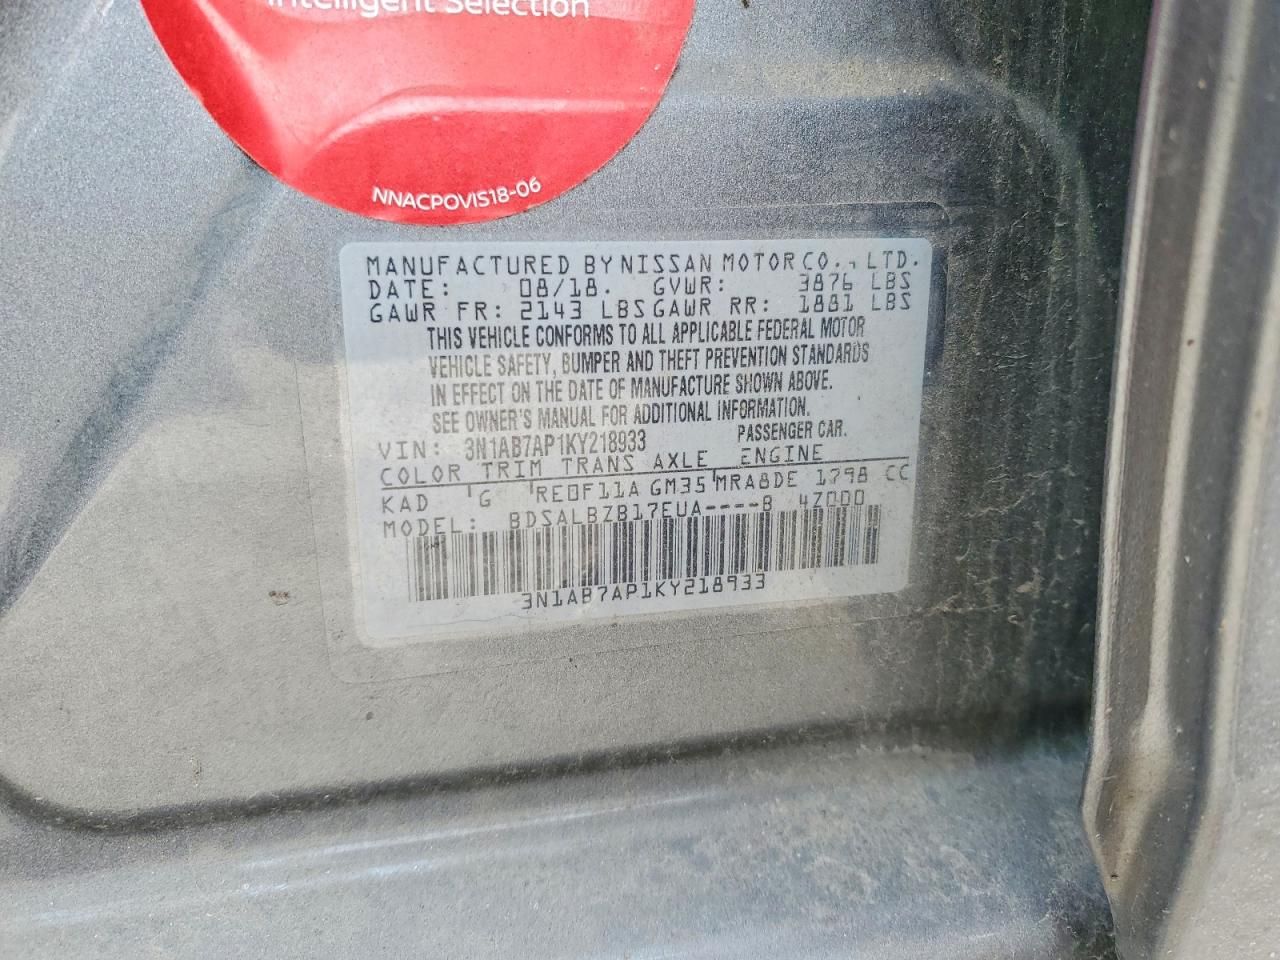 Intelligent Selection
NNACPOVIS18-06
MANUFACTURED BY NISSAN MOTOR CO., LTD.
DATE: 08/18. GVWR: 3876 LBS
GAWR FR: 2143 LBS GAWR RR: 1881 LBS
THIS VEHICLE CONFORMS TO ALL APPLICABLE FEDERAL MOTOR
VEHICLE SAFETY, BUMPER AND THEFT PREVENTION STANDARDS
IN EFFECT ON THE DATE OF MANUFACTURE SHOWN ABOVE.
SEE OWNER'S MANUAL FOR ADDITIONAL INFORMATION.
VIN: 3N1AB7AP1KY218933 PASSENGER CAR.
COLOR TRIM TRANS AXLE ENGINE
KAD G RE0F11A GM35 MRA8DE 1798 CC
MODEL: BDSALBZB17EUA----B 4Z000
3N1AB7AP1KY218933